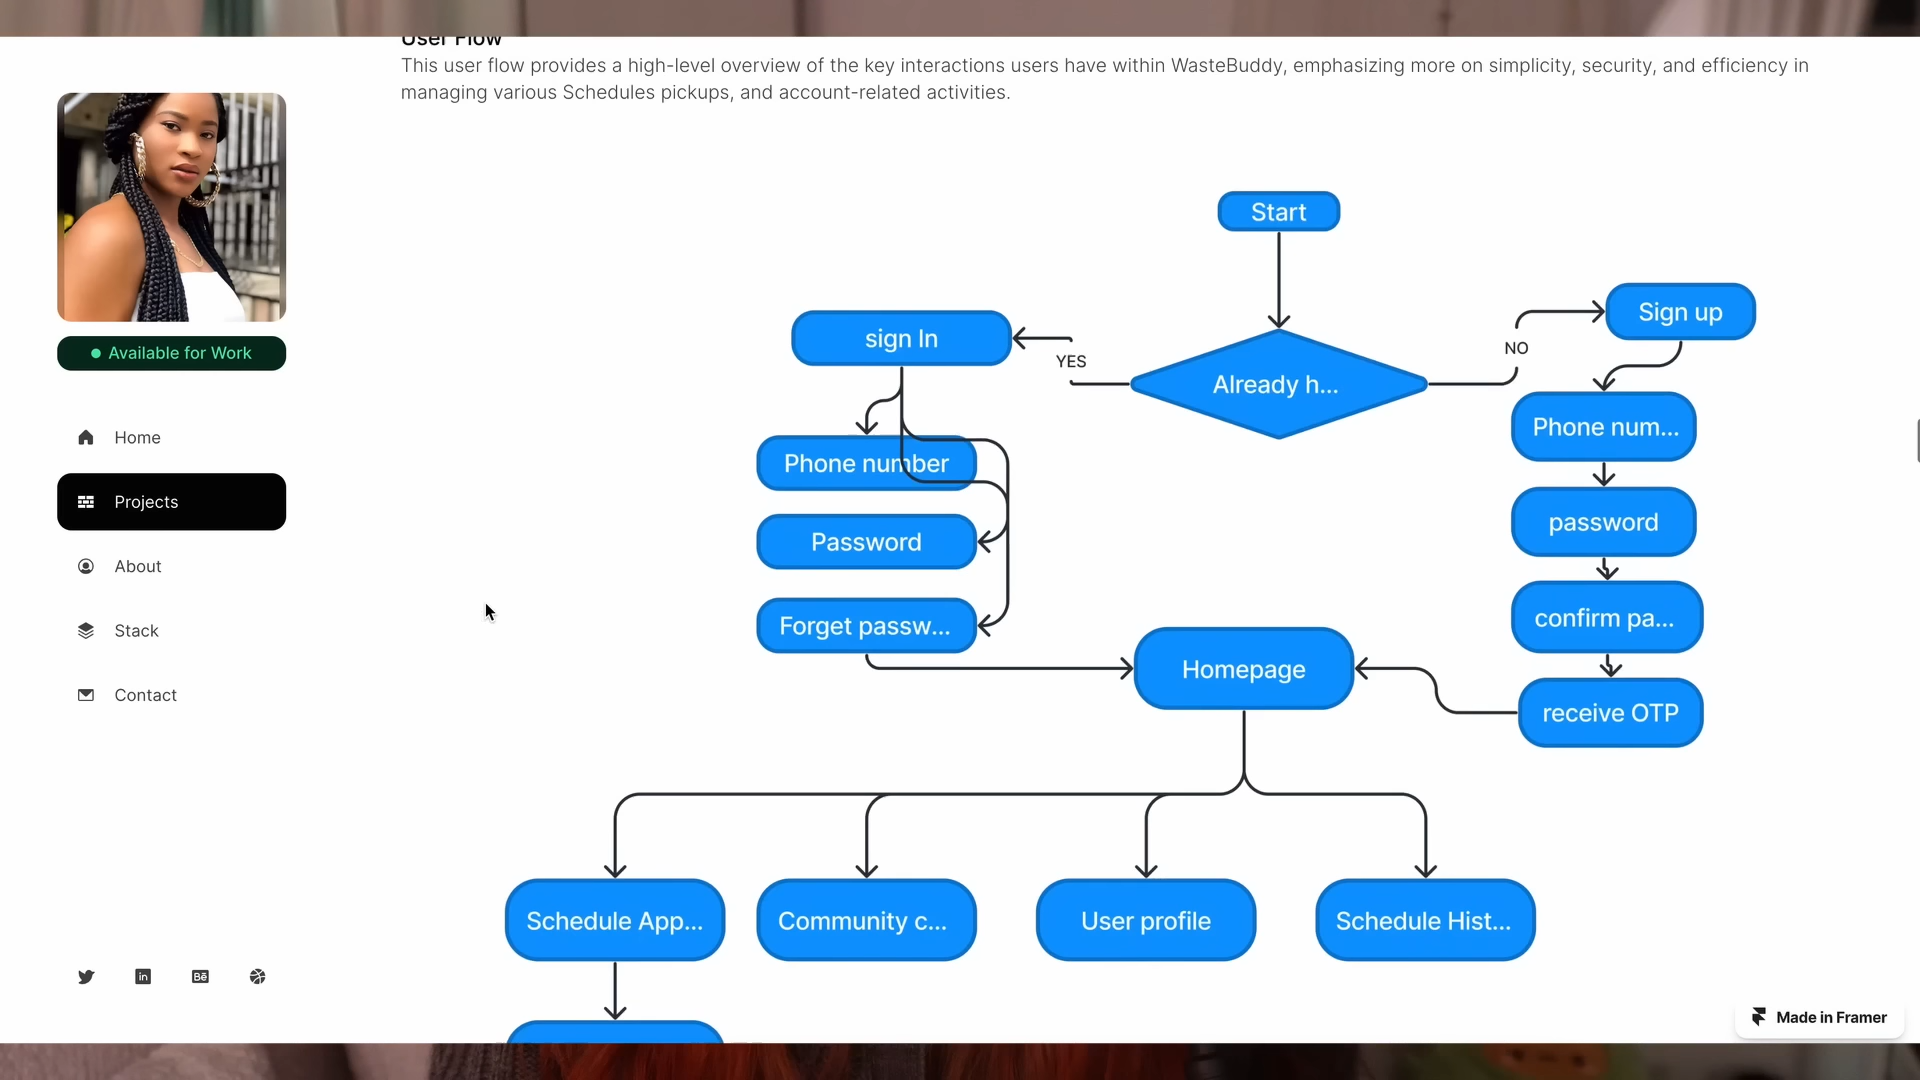 User Flow
This user flow provides a high-level overview of the key interactions users have within WasteBuddy, emphasizing more on simplicity, security, and efficiency in
managing various Schedules pickups, and account-related activities.
Available for Work
Home
Projects
About
Stack
Contact
Start
sign In
YES
Already h...
NO
Sign up
Phone number
Phone num...
Password
password
Forget passw...
confirm pa...
Homepage
receive OTP
Schedule App...
Community c...
User profile
Schedule Hist...
in
Bē
Made in Framer